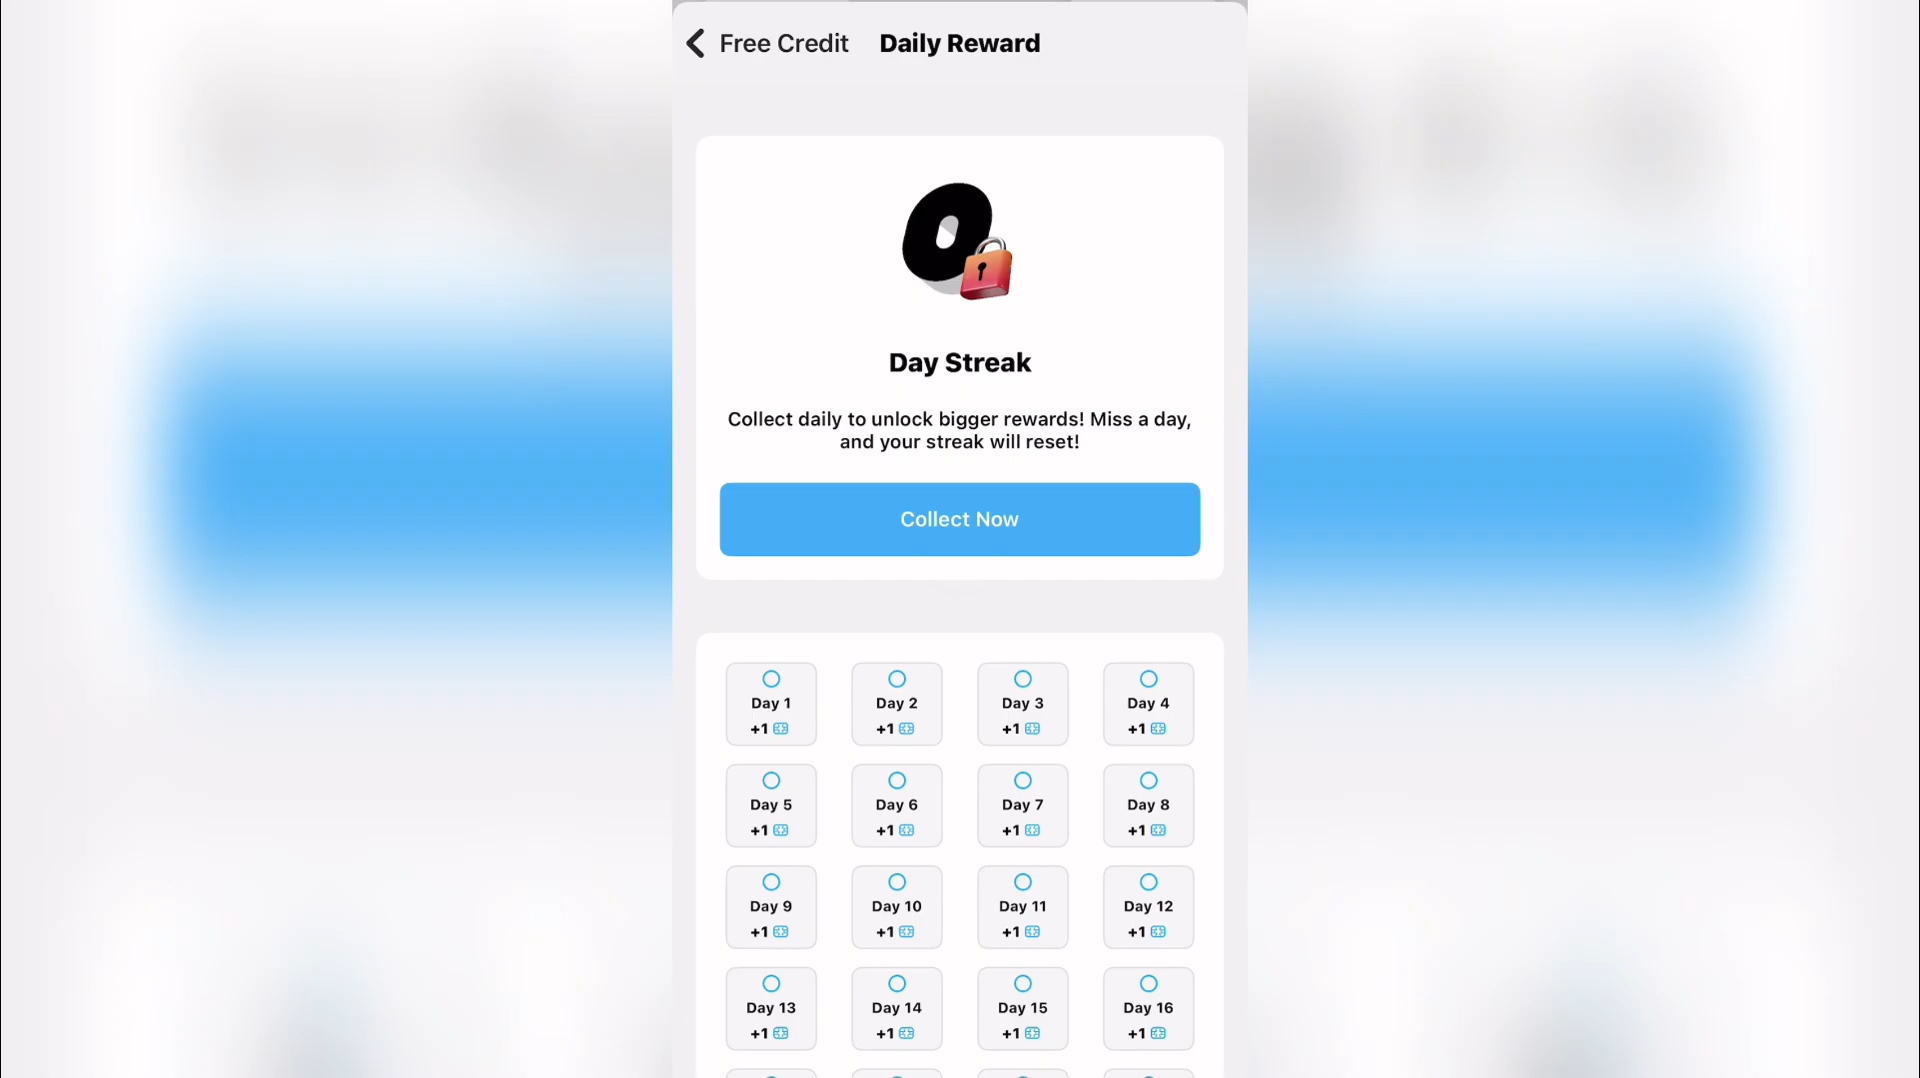 Free Credit Daily Reward
0
Day Streak
Collect daily to unlock bigger rewards! Miss a day,
and your streak will reset!
Collect Now
Day 1 Day 2 Day 3 Day 4
+1 +1 +1 +1
Day 5 Day 6 Day 7 Day 8
+1 +1 +1 +1
Day 9 Day 10 Day 11 Day 12
+1 +1 +1 +1
Day 13 Day 14 Day 15 Day 16
+1 +1 +1 +1